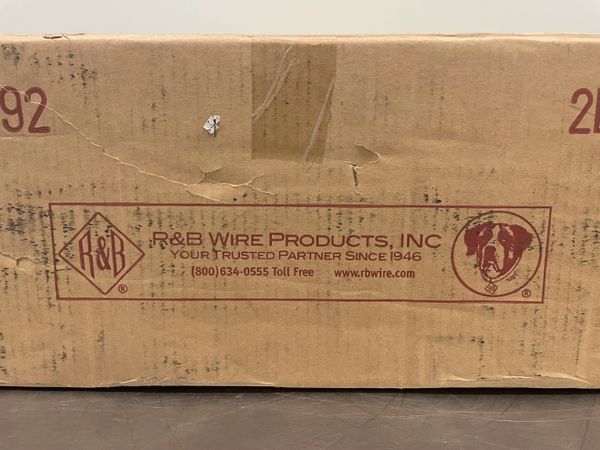 92
2
R&B
®
R&B WIRE PRODUCTS, INC
YOUR TRUSTED PARTNER SINCE 1946
(800)634-0555 Toll Free www.rbwire.com
®